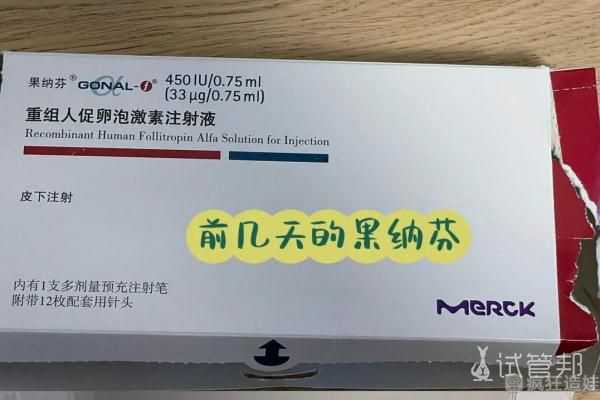 果纳芬® GONAL-f® 450 IU/0.75 ml
(33 μg/0.75 ml)
重组人促卵泡激素注射液
Recombinant Human Follitropin Alfa Solution for Injection
皮下注射
前几天的果纳芬
内有1支多剂量预充注射笔
附带12枚配套用针头
MERCK
试管邦
疯狂造娃